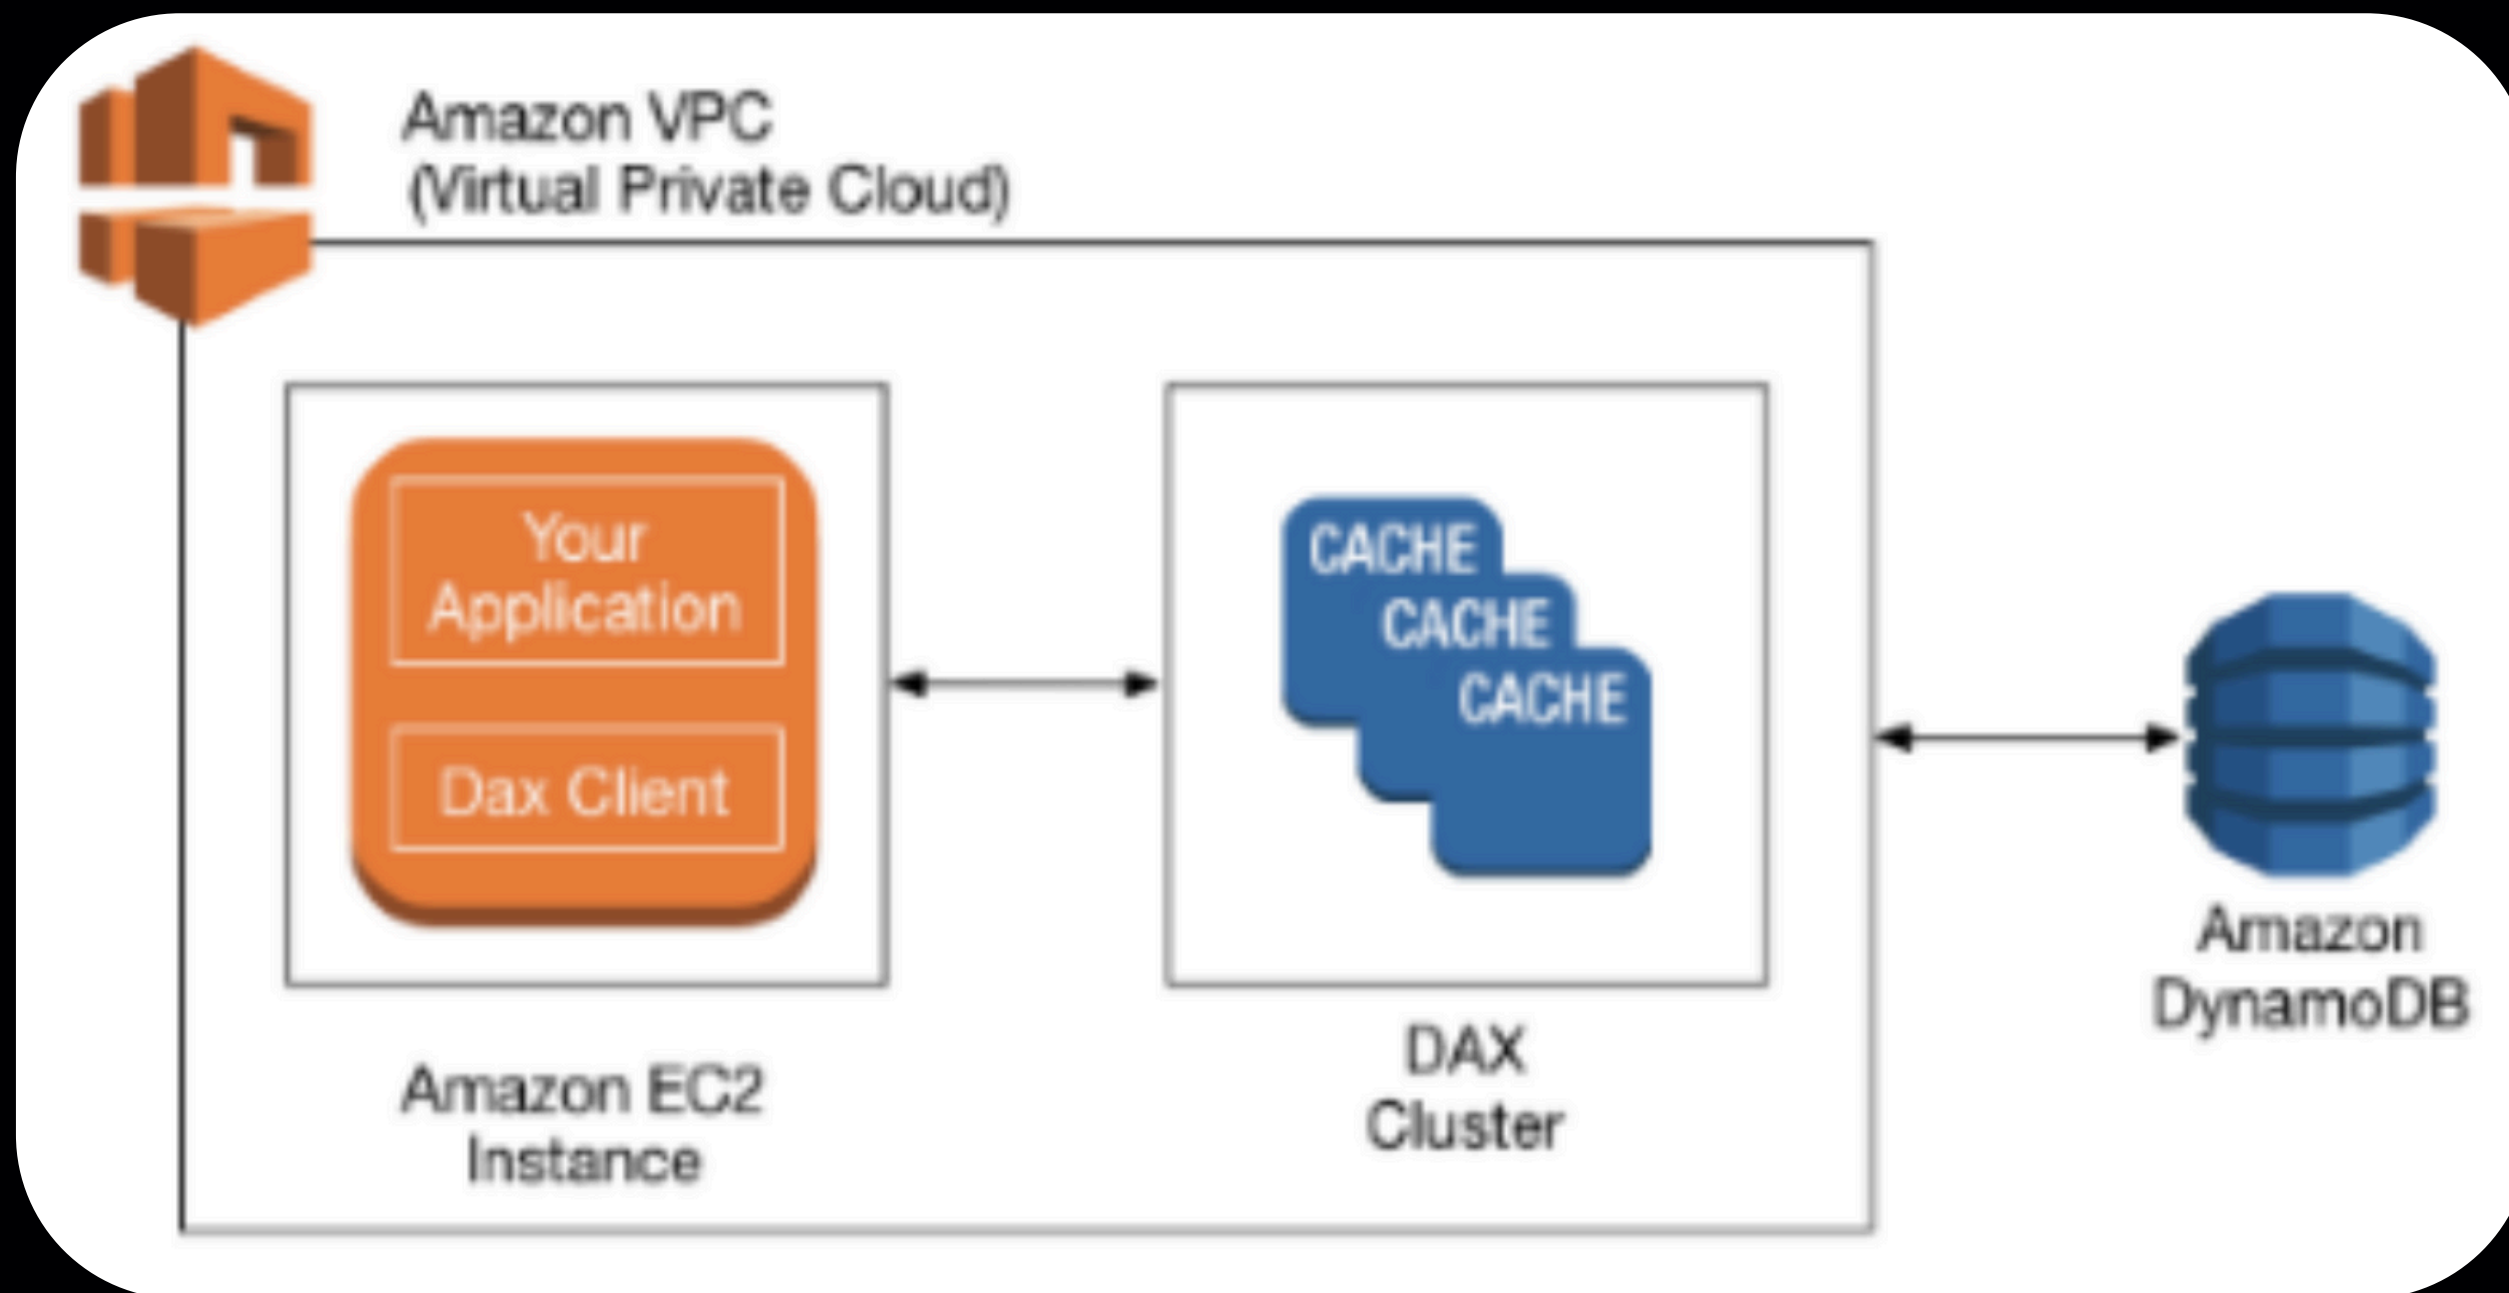 Amazon VPC
(Virtual Private Cloud)
Your
Application
Dax Client
Amazon EC2
Instance
CACHE
CACHE
CACHE
DAX
Cluster
Amazon
DynamoDB